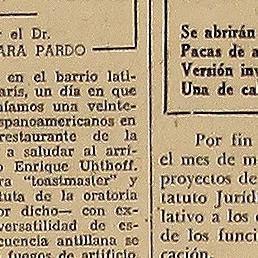 el Dr.
ARA PARDO
en el barrio lati-
arís, un día en que
afamos una veinte-
spanoamericanos en
restaurante de la
a saludar al arri-
Enrique Uhthoff.
ra "toastmaster" y
tuta de la oratoria
or dicho— con ex-
versatilidad de es-
cuencia antillana se
fuegos de artificio
Se abrirán
Pacas de a
Versión inv
Una de ca
Por fin
el mes de m
proyectos de
tatuto Juríd
lativo a los
de los funci
cación.